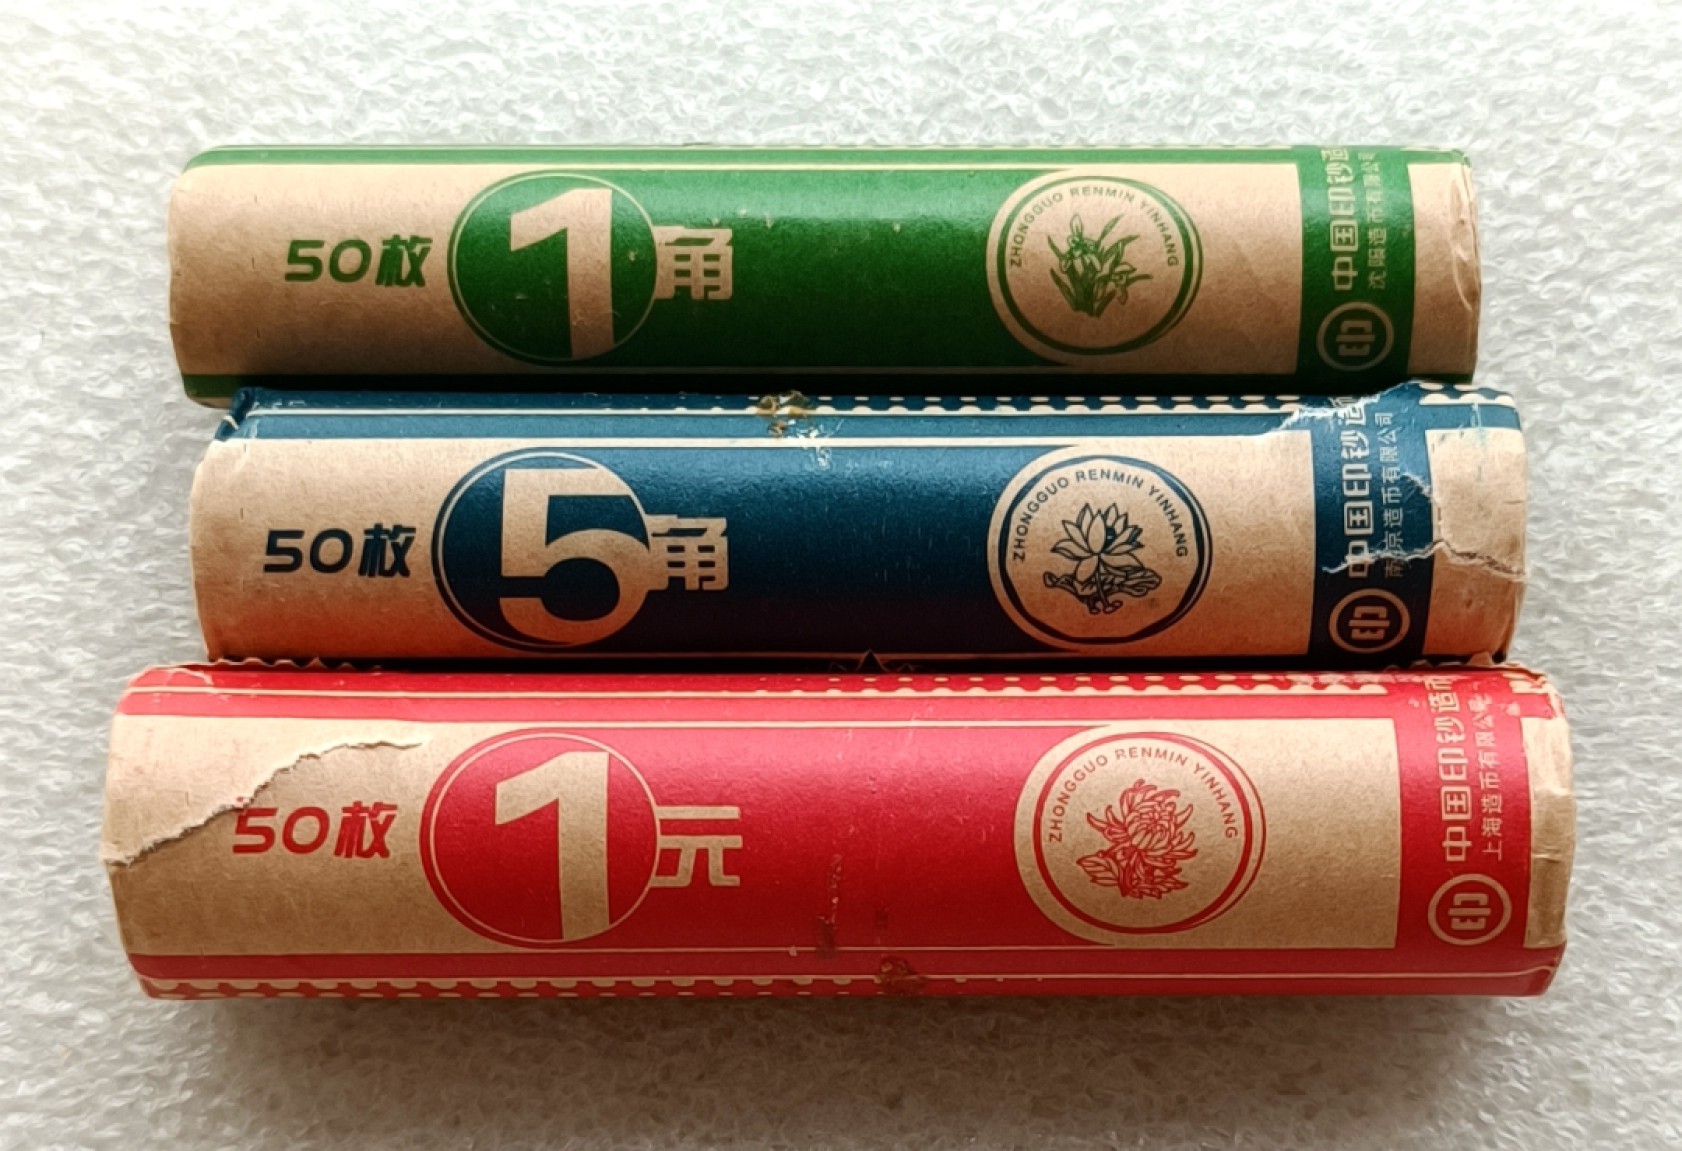 50枚
1角
ZHONGGUO RENMIN YINHANG
中国印钞造
沈阳造币有限公司
50枚
5角
ZHONGGUO RENMIN YINHANG
中国印钞造币
南京造币有限公司
50枚
1元
ZHONGGUO RENMIN YINHANG
中国印钞造币
上海造币有限公司